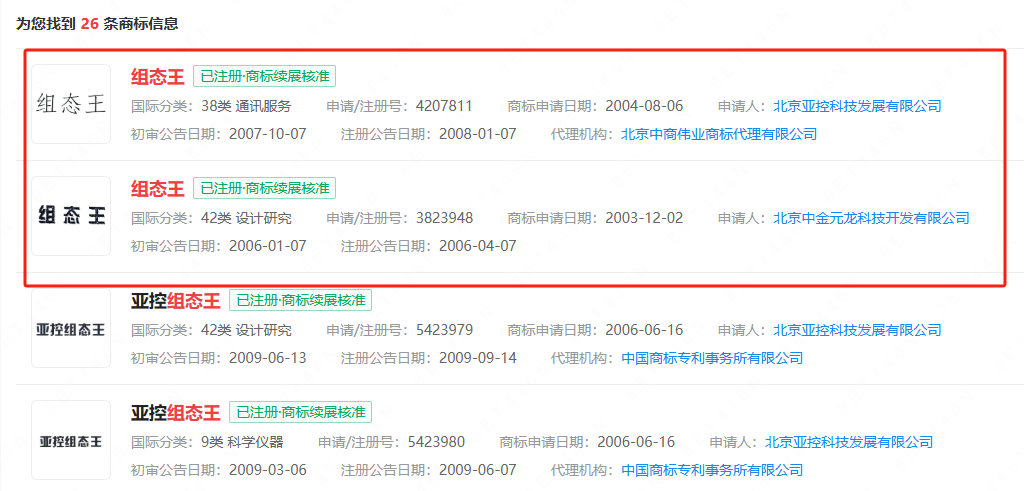 为您找到 26 条商标信息
组态王
组态王 已注册·商标续展核准
国际分类：38类 通讯服务 申请/注册号：4207811 商标申请日期：2004-08-06 申请人：北京亚控科技发展有限公司
初审公告日期：2007-10-07 注册公告日期：2008-01-07 代理机构：北京中商伟业商标代理有限公司
组态王
组态王 已注册·商标续展核准
国际分类：42类 设计研究 申请/注册号：3823948 商标申请日期：2003-12-02 申请人：北京中金元龙科技开发有限公司
初审公告日期：2006-01-07 注册公告日期：2006-04-07
亚控组态王
亚控组态王 已注册·商标续展核准
国际分类：42类 设计研究 申请/注册号：5423979 商标申请日期：2006-06-16 申请人：北京亚控科技发展有限公司
初审公告日期：2009-06-13 注册公告日期：2009-09-14 代理机构：中国商标专利事务所有限公司
亚控组态王
亚控组态王 已注册·商标续展核准
国际分类：9类 科学仪器 申请/注册号：5423980 商标申请日期：2006-06-16 申请人：北京亚控科技发展有限公司
初审公告日期：2009-03-06 注册公告日期：2009-06-07 代理机构：中国商标专利事务所有限公司